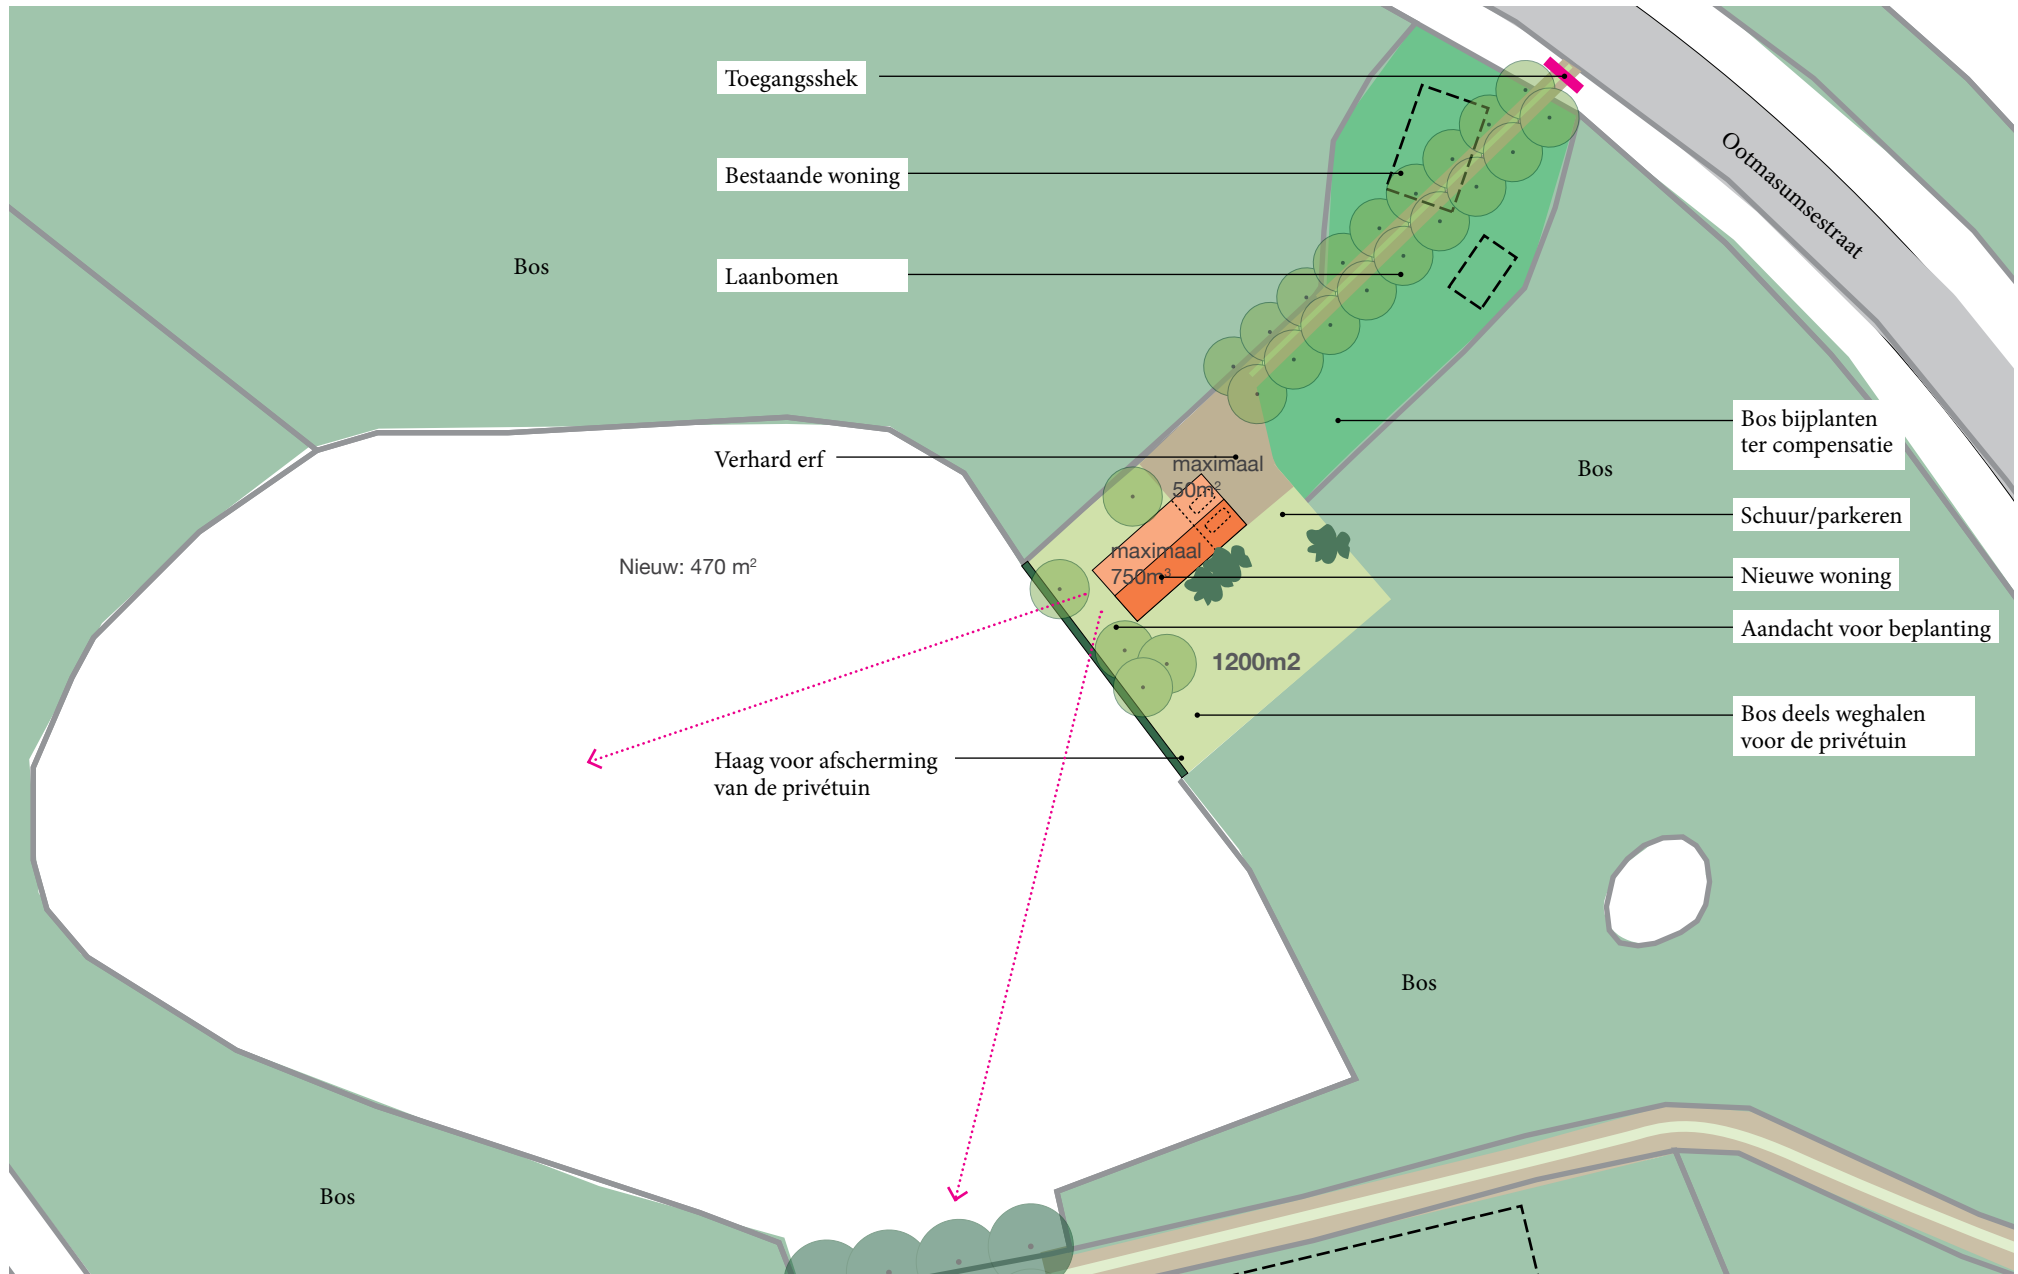 Toegangsshek
Ootmasumsestraat
Bestaande woning
Bos
Laanbomen
Bos bijplanten
ter compensatie
Verhard erf
maximaal
50m²
Bos
Schuur/parkeren
maximaal
750m³
Nieuw: 470 m²
Nieuwe woning
Aandacht voor beplanting
1200m2
Bos deels weghalen
voor de privétuin
Haag voor afscherming
van de privétuin
Bos
Bos